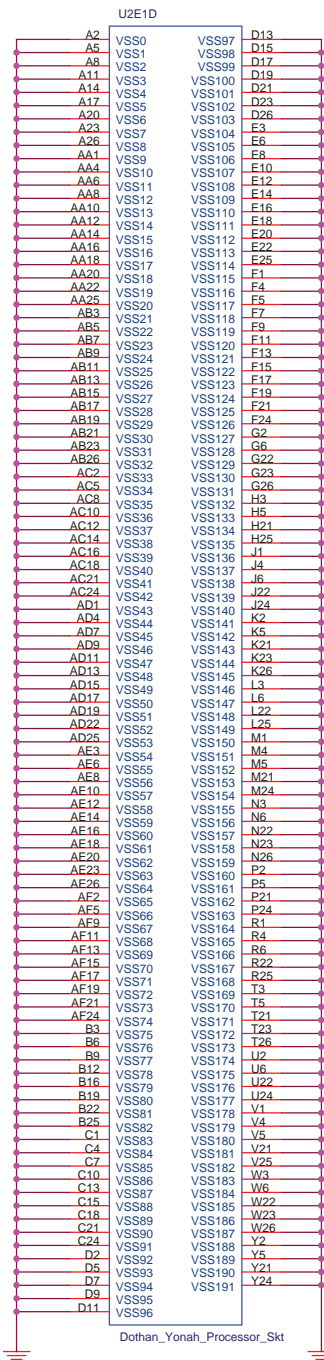 U2E1D
A2 VSS0 VSS97 D13
A5 VSS1 VSS98 D15
A8 VSS2 VSS99 D17
A11 VSS3 VSS100 D19
A14 VSS4 VSS101 D21
A17 VSS5 VSS102 D23
A20 VSS6 VSS103 D26
A23 VSS7 VSS104 E3
A26 VSS8 VSS105 E6
AA1 VSS9 VSS106 E8
AA4 VSS10 VSS107 E10
AA6 VSS11 VSS108 E12
AA8 VSS12 VSS109 E14
AA10 VSS13 VSS110 E16
AA12 VSS14 VSS111 E18
AA14 VSS15 VSS112 E20
AA16 VSS16 VSS113 E22
AA18 VSS17 VSS114 E25
AA20 VSS18 VSS115 F1
AA22 VSS19 VSS116 F4
AA25 VSS20 VSS117 F5
AB3 VSS21 VSS118 F7
AB5 VSS22 VSS119 F9
AB7 VSS23 VSS120 F11
AB9 VSS24 VSS121 F13
AB11 VSS25 VSS122 F15
AB13 VSS26 VSS123 F17
AB15 VSS27 VSS124 F19
AB17 VSS28 VSS125 F21
AB19 VSS29 VSS126 F24
AB21 VSS30 VSS127 G2
AB23 VSS31 VSS128 G6
AB26 VSS32 VSS129 G22
AC2 VSS33 VSS130 G23
AC5 VSS34 VSS131 G26
AC8 VSS35 VSS132 H3
AC10 VSS36 VSS133 H5
AC12 VSS37 VSS134 H21
AC14 VSS38 VSS135 H25
AC16 VSS39 VSS136 J1
AC18 VSS40 VSS137 J4
AC21 VSS41 VSS138 J6
AC24 VSS42 VSS139 J22
AD1 VSS43 VSS140 J24
AD4 VSS44 VSS141 K2
AD7 VSS45 VSS142 K5
AD9 VSS46 VSS143 K21
AD11 VSS47 VSS144 K23
AD13 VSS48 VSS145 K26
AD15 VSS49 VSS146 L3
AD17 VSS50 VSS147 L6
AD19 VSS51 VSS148 L22
AD22 VSS52 VSS149 L25
AD25 VSS53 VSS150 M1
AE3 VSS54 VSS151 M4
AE6 VSS55 VSS152 M5
AE8 VSS56 VSS153 M21
AE10 VSS57 VSS154 M24
AE12 VSS58 VSS155 N3
AE14 VSS59 VSS156 N6
AE16 VSS60 VSS157 N22
AE18 VSS61 VSS158 N23
AE20 VSS62 VSS159 N26
AE23 VSS63 VSS160 P2
AE26 VSS64 VSS161 P5
AF2 VSS65 VSS162 P21
AF5 VSS66 VSS163 P24
AF9 VSS67 VSS164 R1
AF11 VSS68 VSS165 R4
AF13 VSS69 VSS166 R6
AF15 VSS70 VSS167 R22
AF17 VSS71 VSS168 R25
AF19 VSS72 VSS169 T3
AF21 VSS73 VSS170 T5
AF24 VSS74 VSS171 T21
B3 VSS75 VSS172 T23
B6 VSS76 VSS173 T26
B9 VSS77 VSS174 U2
B12 VSS78 VSS175 U6
B16 VSS79 VSS176 U22
B19 VSS80 VSS177 U24
B22 VSS81 VSS178 V1
B25 VSS82 VSS179 V4
C1 VSS83 VSS180 V5
C4 VSS84 VSS181 V21
C7 VSS85 VSS182 V25
C10 VSS86 VSS183 W3
C13 VSS87 VSS184 W6
C15 VSS88 VSS185 W22
C18 VSS89 VSS186 W23
C21 VSS90 VSS187 W26
C24 VSS91 VSS188 Y2
D2 VSS92 VSS189 Y5
D5 VSS93 VSS190 Y21
D7 VSS94 VSS191 Y24
D9 VSS95
D11 VSS96
Dothan_Yonah_Processor_Skt